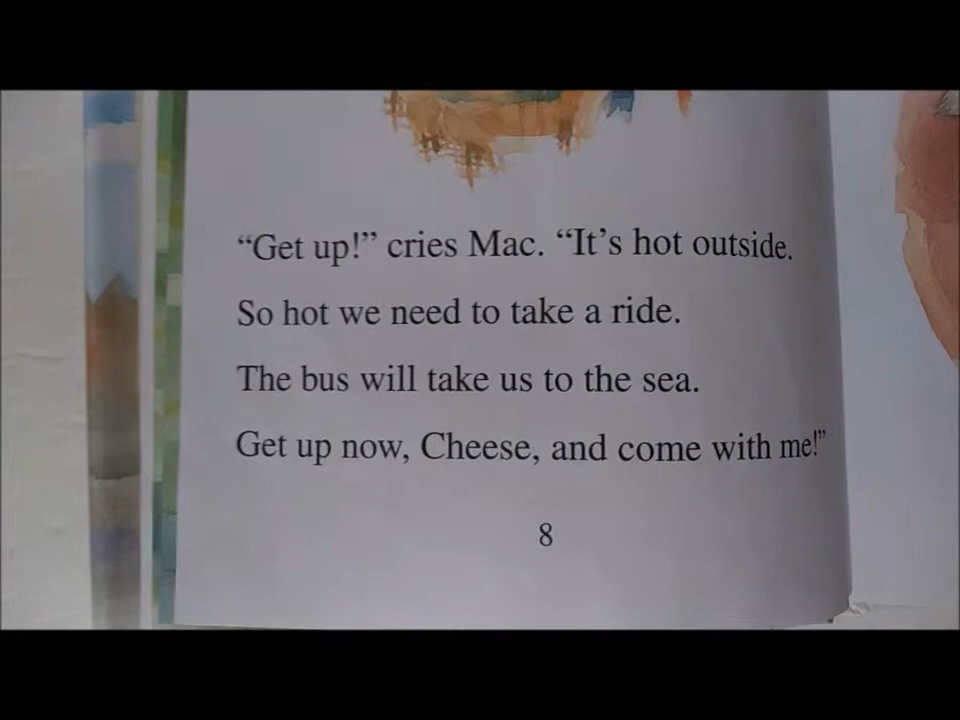 “Get up!” cries Mac. “It’s hot outside.
So hot we need to take a ride.
The bus will take us to the sea.
Get up now, Cheese, and come with me!”
8